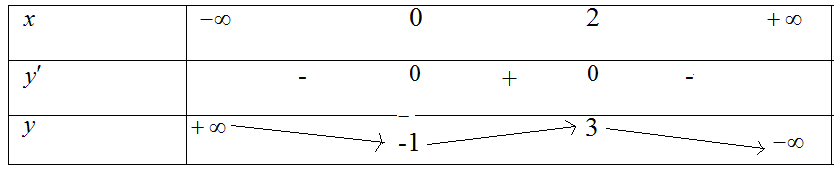 x −∞ 0 2 +∞
y′ - 0 + 0 -
y +∞ -1 3 −∞